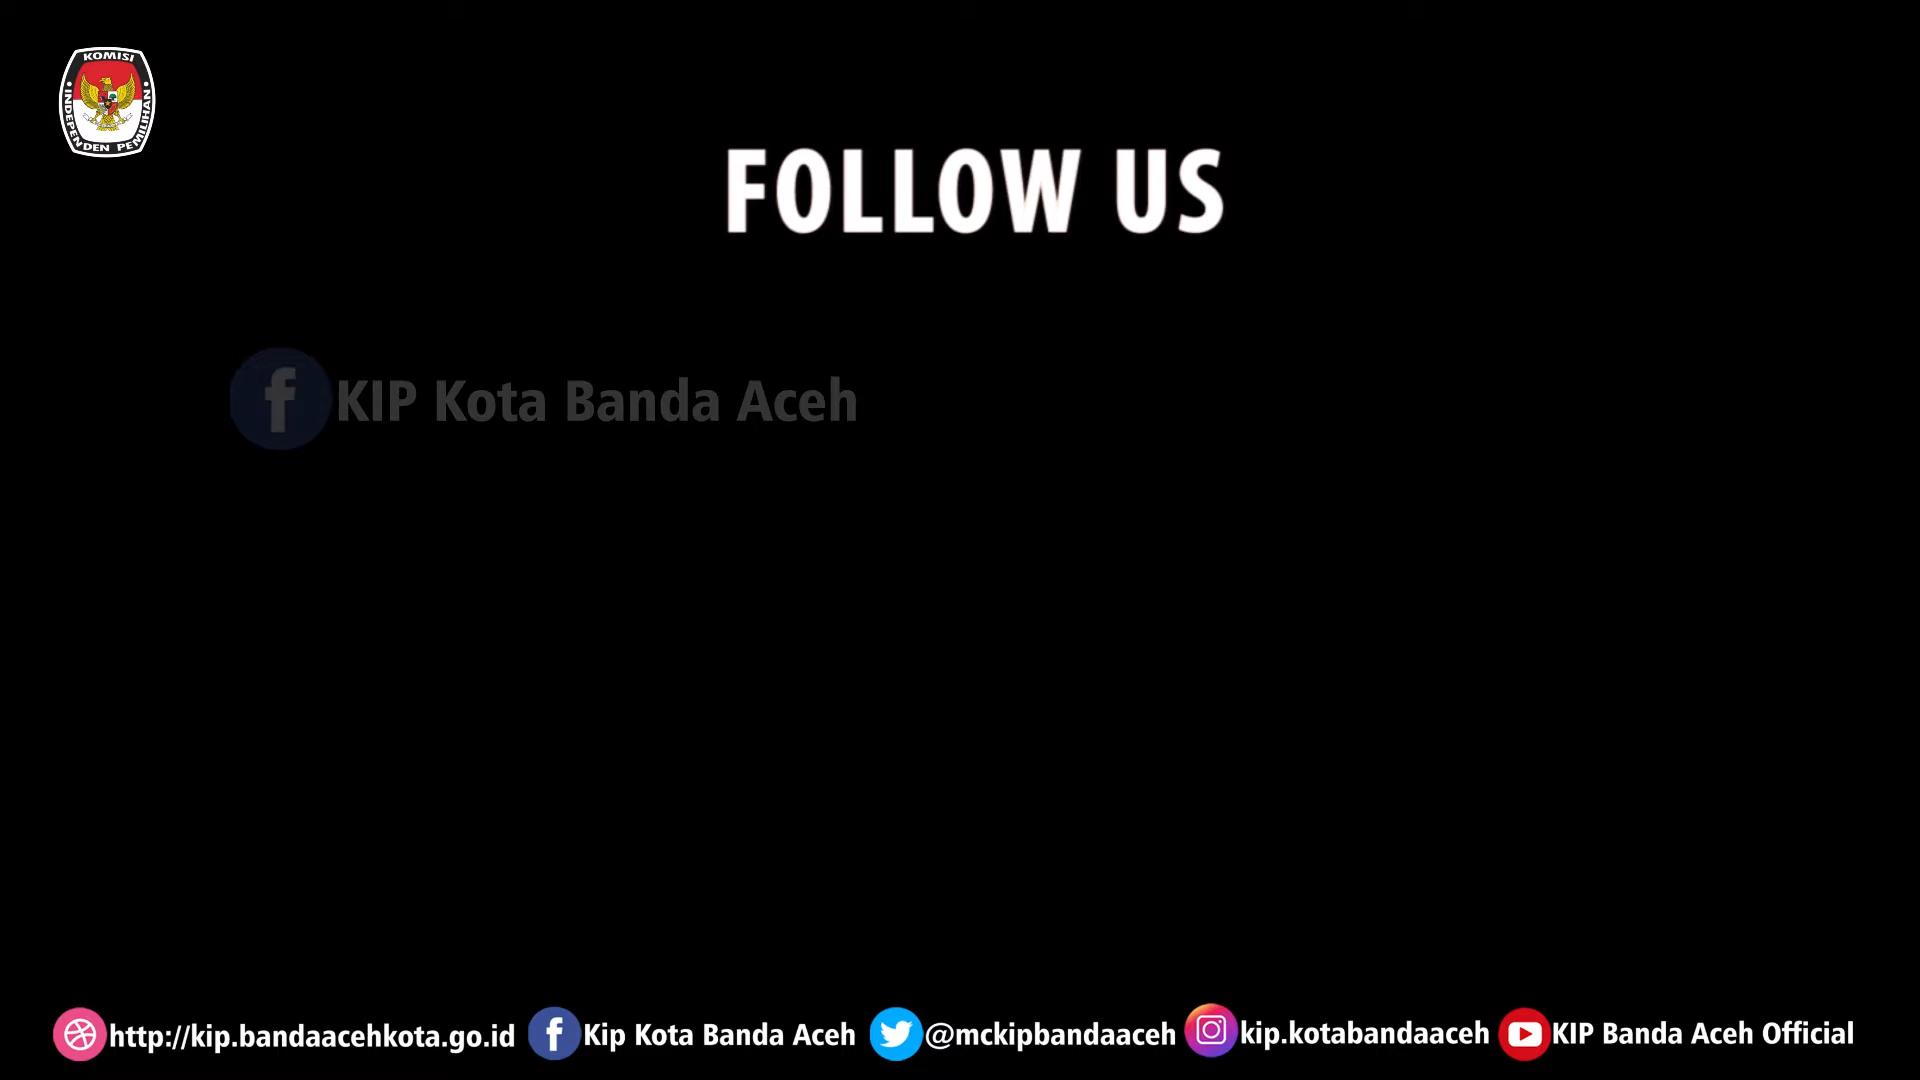 KOMISI
INDEPENDEN PEMILIHAN
FOLLOW US
KIP Kota Banda Aceh
http://kip.bandaacehkota.go.id Kip Kota Banda Aceh @mckipbandaaceh kip.kotabandaaceh KIP Banda Aceh Official